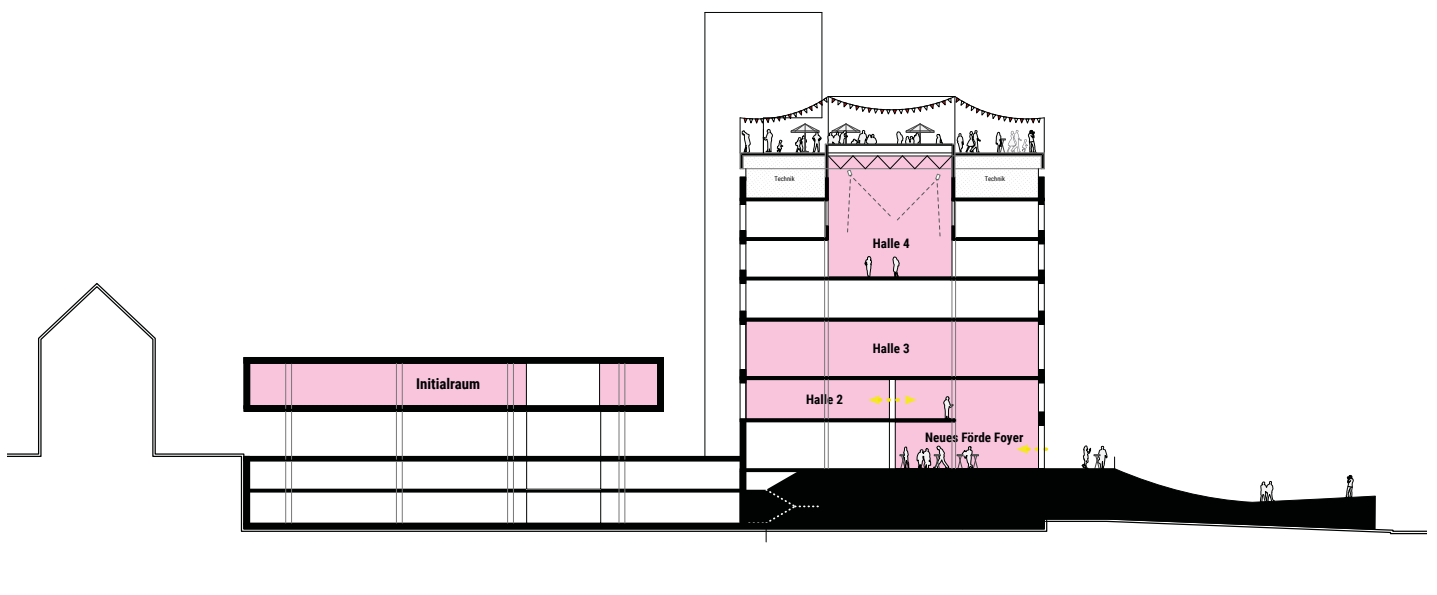 Technik
Technik
Halle 4
Halle 3
Initialraum
Halle 2
Neues Förde Foyer